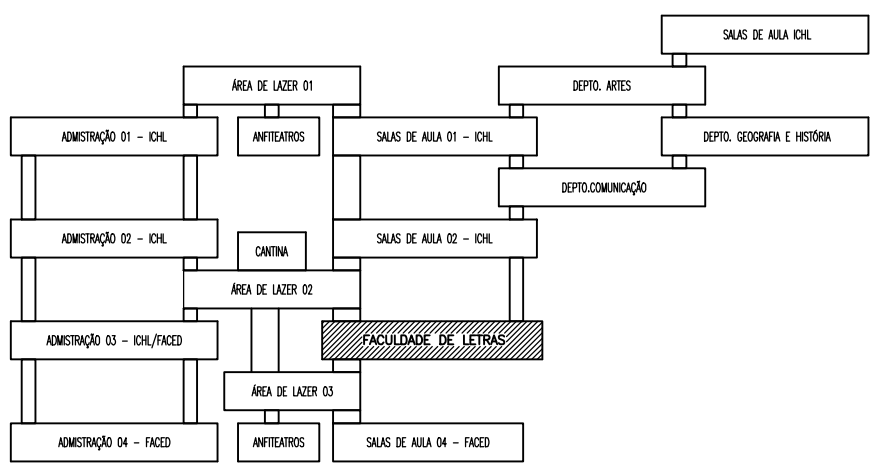 SALAS DE AULA ICHL
ÁREA DE LAZER 01
DEPTO. ARTES
ADMISTRAÇÃO 01 - ICHL
ANFITEATROS
SALAS DE AULA 01 - ICHL
DEPTO. GEOGRAFIA E HISTÓRIA
DEPTO.COMUNICAÇÃO
ADMISTRAÇÃO 02 - ICHL
CANTINA
SALAS DE AULA 02 - ICHL
ÁREA DE LAZER 02
ADMISTRAÇÃO 03 - ICHL/FACED
FACULDADE DE LETRAS
ÁREA DE LAZER 03
ADMISTRAÇÃO 04 - FACED
ANFITEATROS
SALAS DE AULA 04 - FACED